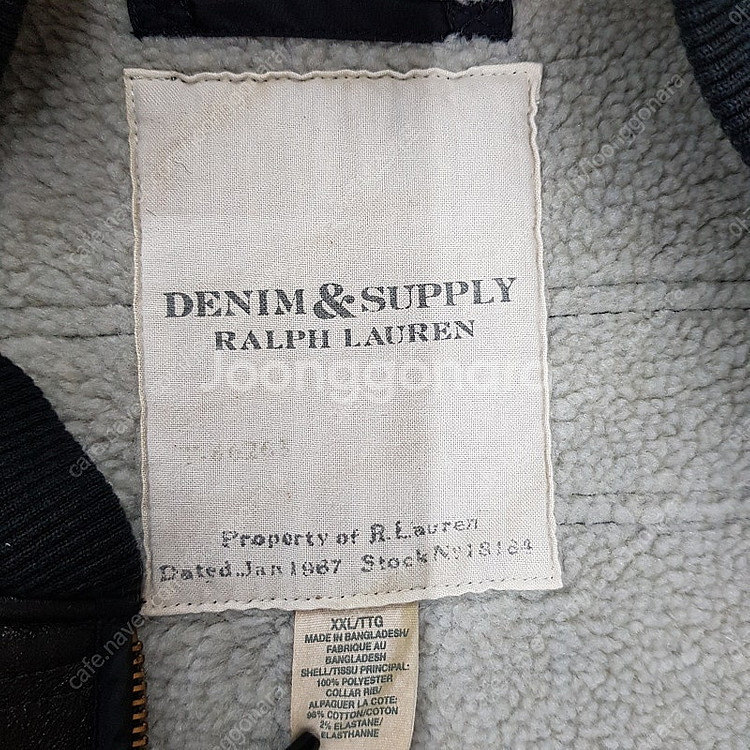 DENIM & SUPPLY
RALPH LAUREN
Joonggonara
Property of R. Lauren
Dated Jan 1967 Stock No 18184
XXL/TTG
MADE IN BANGLADESH/
FABRIQUE AU
BANGLADESH
SHELL/TISSU PRINCIPAL:
100% POLYESTER
COLLAR RIB/
ALPAGUER LA COTE:
98% COTTON/COTON
2% ELASTANE/
ELASTHANNE